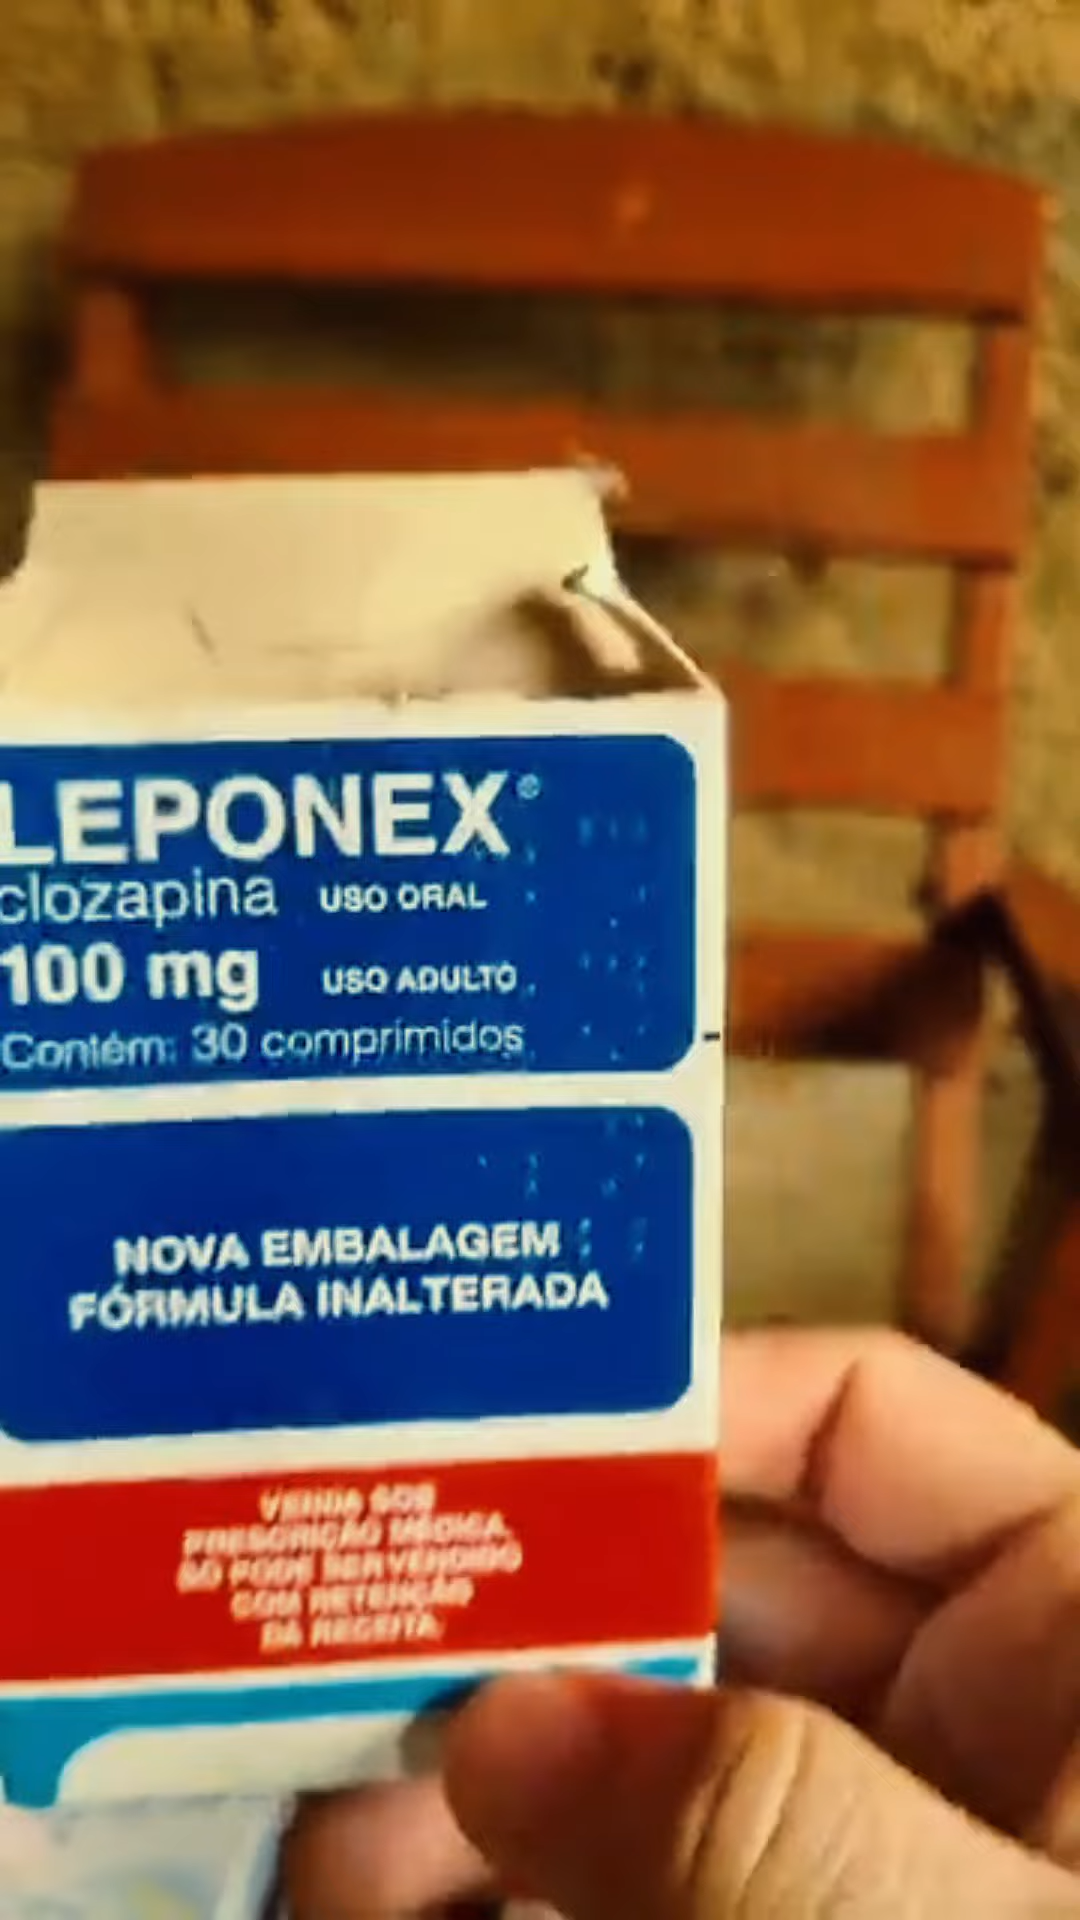 LEPONEX®
clozapina USO ORAL
100 mg USO ADULTO
Contém: 30 comprimidos
NOVA EMBALAGEM
FÓRMULA INALTERADA
VENDA SOB
PRESCRIÇÃO MÉDICA.
SÓ PODE SER VENDIDO
COM RETENÇÃO
DA RECEITA.